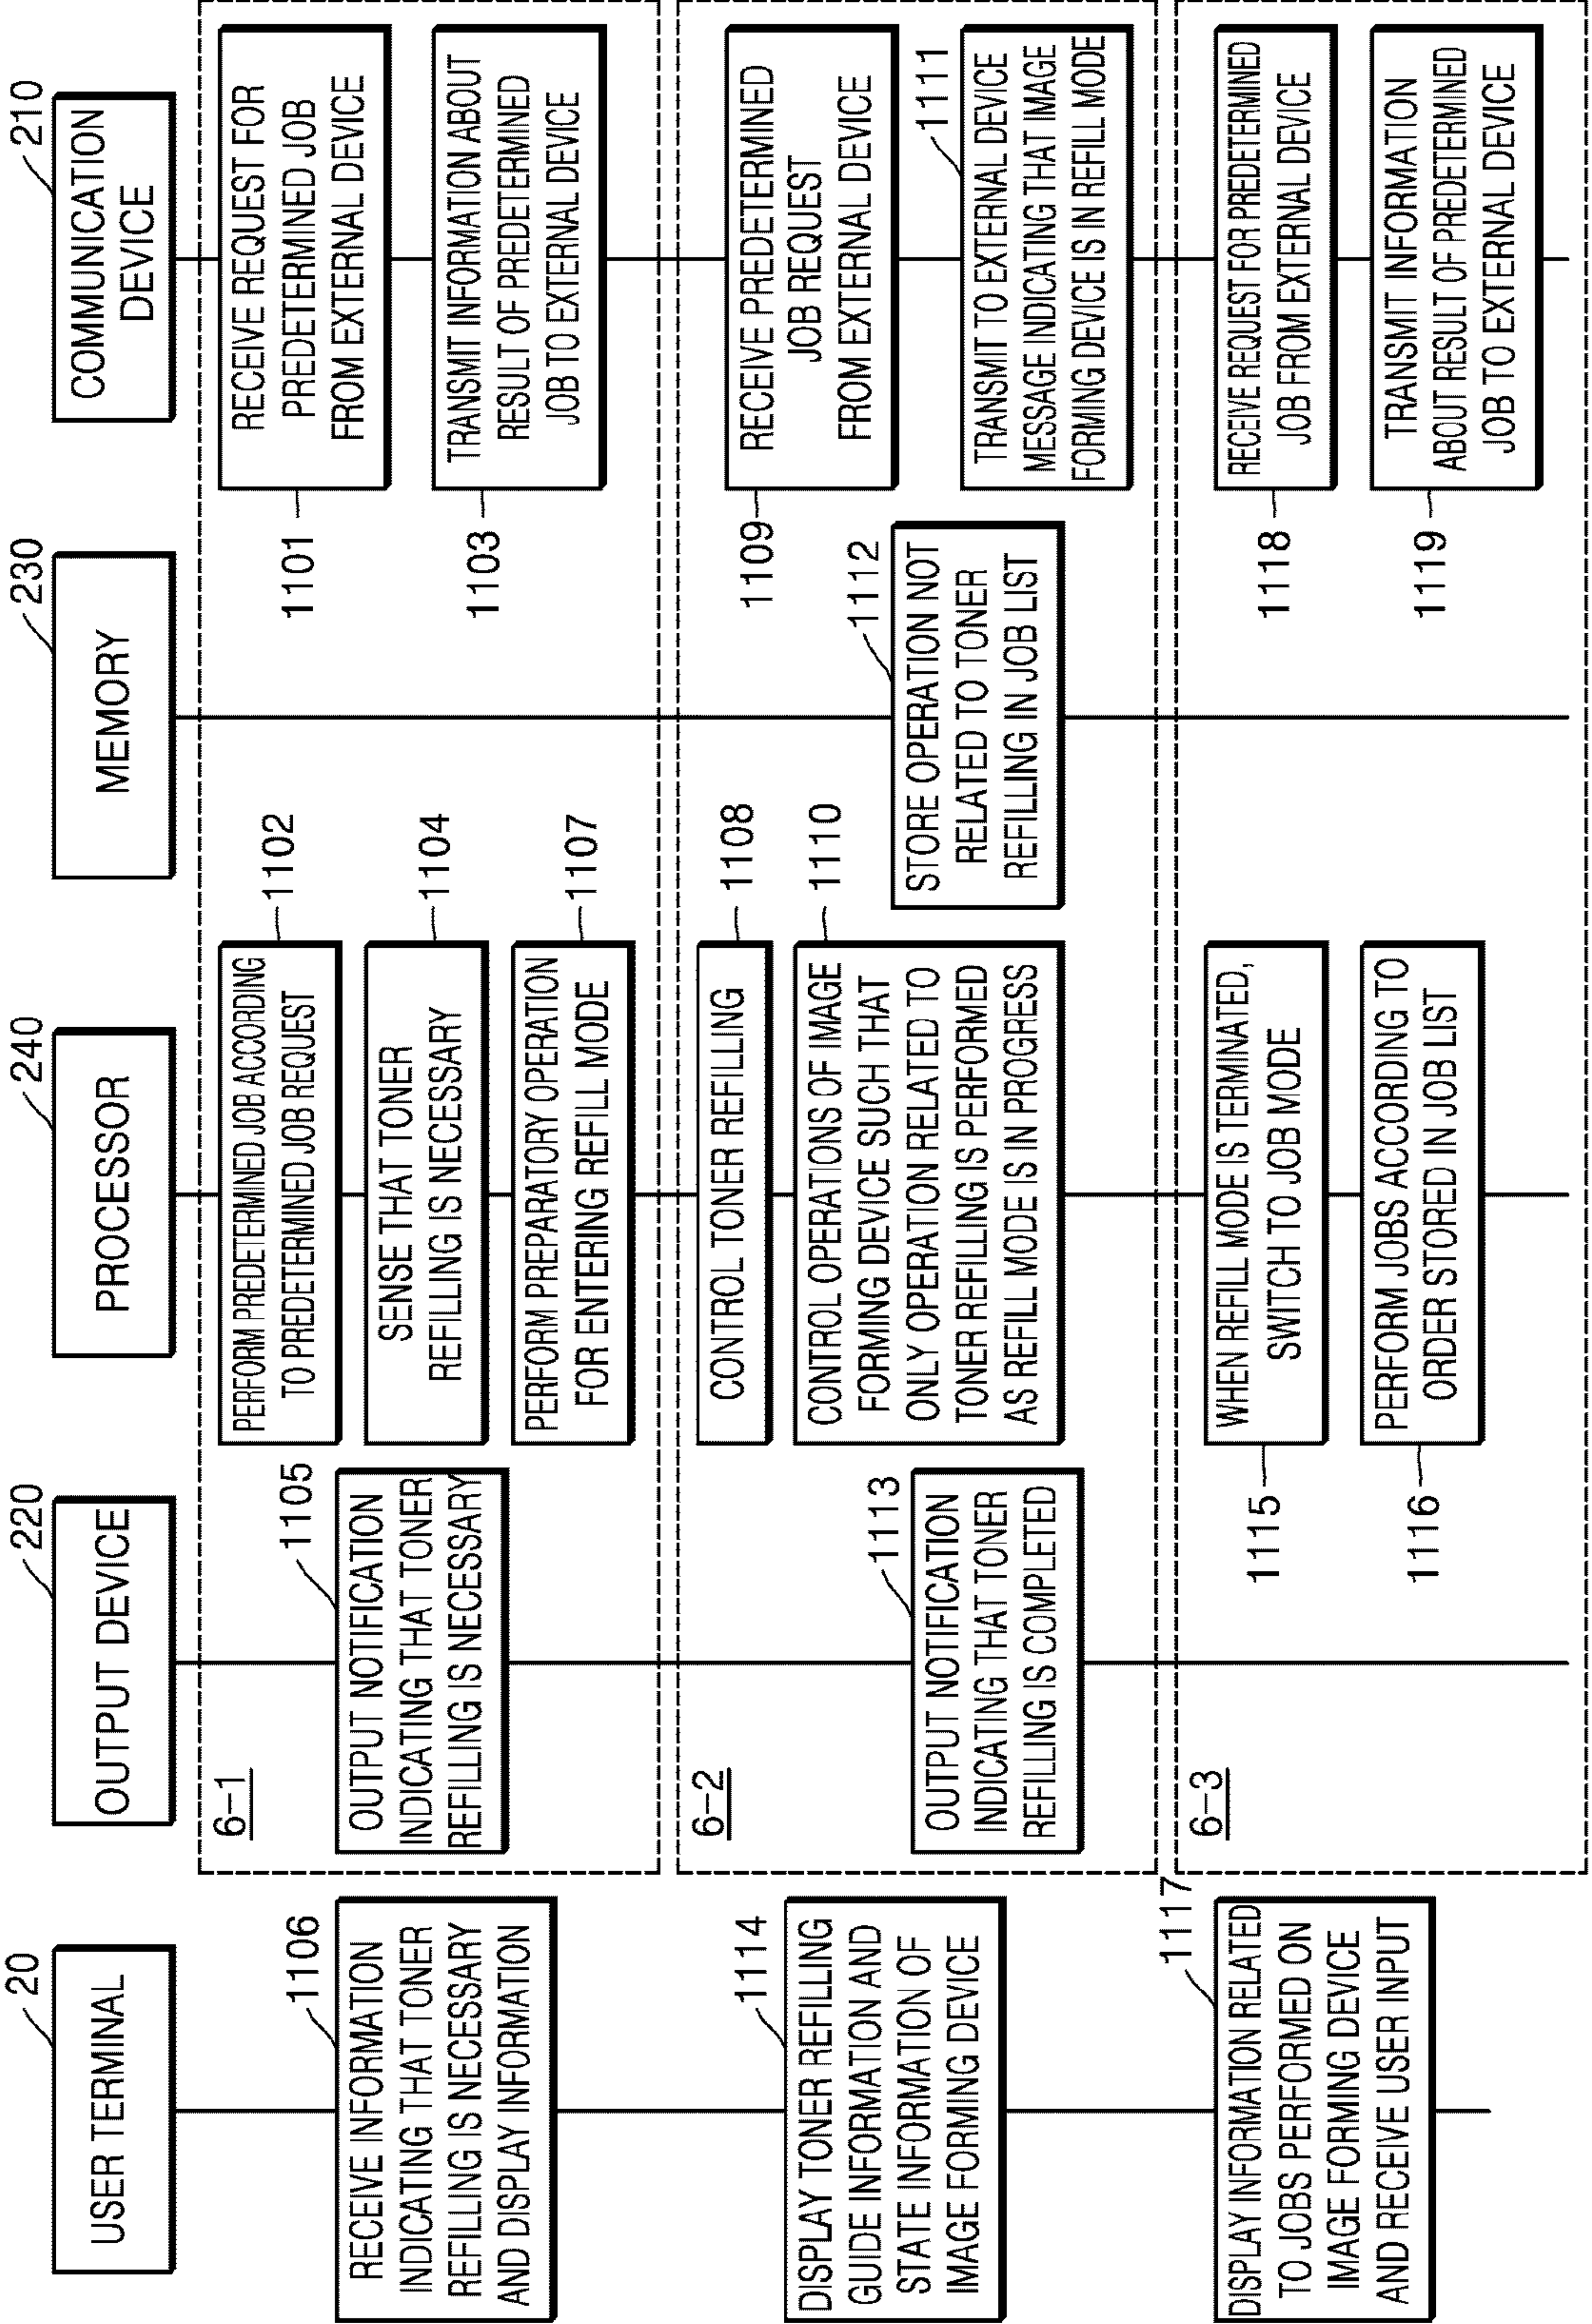 20
USER TERMINAL
220
OUTPUT DEVICE
240
PROCESSOR
230
MEMORY
210
COMMUNICATION
DEVICE
6-1
1101
RECEIVE REQUEST FOR
PREDETERMINED JOB
FROM EXTERNAL DEVICE
1102
PERFORM PREDETERMINED JOB ACCORDING
TO PREDETERMINED JOB REQUEST
1103
TRANSMIT INFORMATION ABOUT
RESULT OF PREDETERMINED
JOB TO EXTERNAL DEVICE
1104
SENSE THAT TONER
REFILLING IS NECESSARY
1105
OUTPUT NOTIFICATION
INDICATING THAT TONER
REFILLING IS NECESSARY
1106
RECEIVE INFORMATION
INDICATING THAT TONER
REFILLING IS NECESSARY
AND DISPLAY INFORMATION
1107
PERFORM PREPARATORY OPERATION
FOR ENTERING REFILL MODE
6-2
1108
CONTROL TONER REFILLING
1109
RECEIVE PREDETERMINED
JOB REQUEST
FROM EXTERNAL DEVICE
1110
CONTROL OPERATIONS OF IMAGE
FORMING DEVICE SUCH THAT
ONLY OPERATION RELATED TO
TONER REFILLING IS PERFORMED
AS REFILL MODE IS IN PROGRESS
1111
TRANSMIT TO EXTERNAL DEVICE
MESSAGE INDICATING THAT IMAGE
FORMING DEVICE IS IN REFILL MODE
1112
STORE OPERATION NOT
RELATED TO TONER
REFILLING IN JOB LIST
1113
OUTPUT NOTIFICATION
INDICATING THAT TONER
REFILLING IS COMPLETED
1114
DISPLAY TONER REFILLING
GUIDE INFORMATION AND
STATE INFORMATION OF
IMAGE FORMING DEVICE
6-3
1115
WHEN REFILL MODE IS TERMINATED,
SWITCH TO JOB MODE
1116
PERFORM JOBS ACCORDING TO
ORDER STORED IN JOB LIST
1117
DISPLAY INFORMATION RELATED
TO JOBS PERFORMED ON
IMAGE FORMING DEVICE
AND RECEIVE USER INPUT
1118
RECEIVE REQUEST FOR PREDETERMINED
JOB FROM EXTERNAL DEVICE
1119
TRANSMIT INFORMATION
ABOUT RESULT OF PREDETERMINED
JOB TO EXTERNAL DEVICE